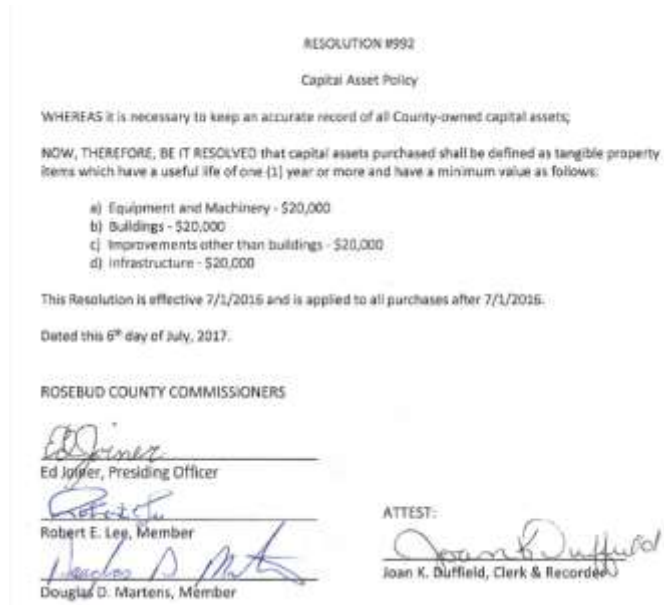 RESOLUTION #992
Capital Asset Policy
WHEREAS it is necessary to keep an accurate record of all County-owned capital assets;
NOW, THEREFORE, BE IT RESOLVED that capital assets purchased shall be defined as tangible property
items which have a useful life of one (1) year or more and have a minimum value as follows:
a) Equipment and Machinery - $20,000
b) Buildings - $20,000
c) Improvements other than buildings - $20,000
d) Infrastructure - $20,000
This Resolution is effective 7/1/2016 and is applied to all purchases after 7/1/2016.
Dated this 6th day of July, 2017.
ROSEBUD COUNTY COMMISSIONERS
Ed Joiner
Ed Joiner, Presiding Officer
Robert E. Lee, Member
Douglas D. Martens, Member
ATTEST:
Joan K Duffield
Joan K. Duffield, Clerk & Recorder